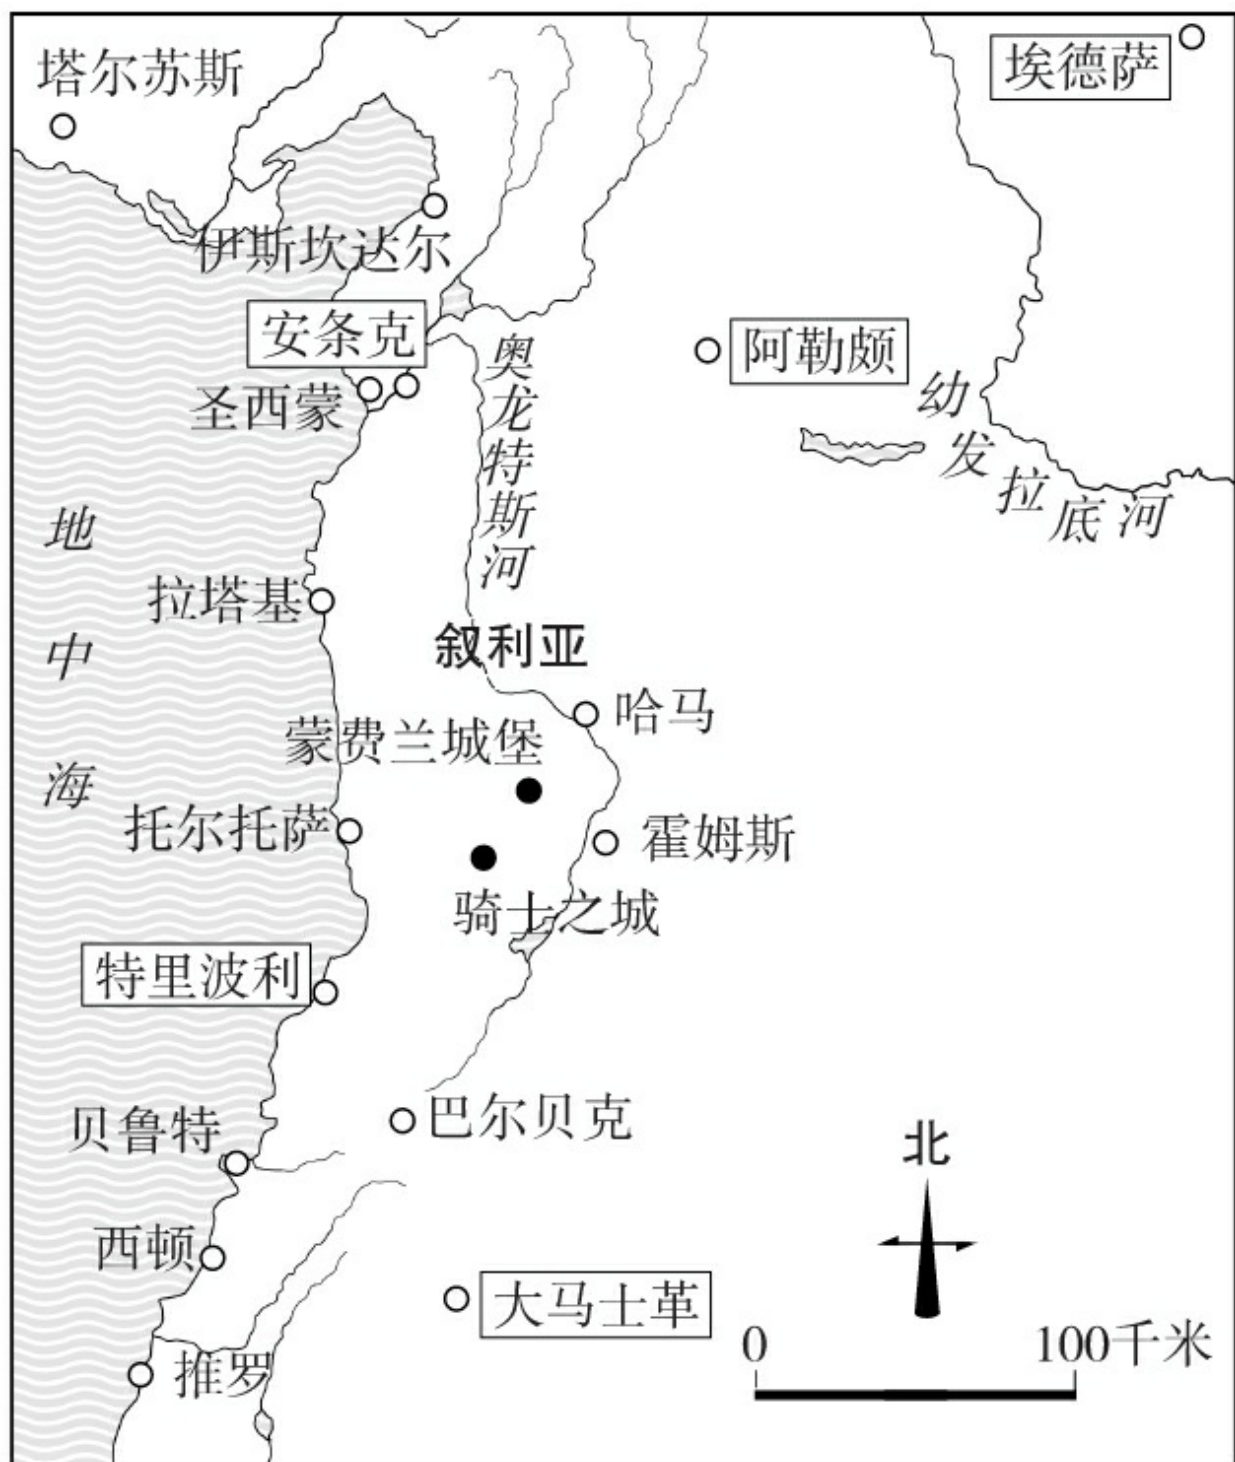 埃德萨
塔尔苏斯
伊斯坎达尔
安条克
阿勒颇
圣西蒙
奥龙特斯河
幼发拉底河
地中海
拉塔基
叙利亚
哈马
蒙费兰城堡
托尔托萨
霍姆斯
骑士之城
特里波利
巴尔贝克
贝鲁特
北
西顿
大马士革
0 100千米
推罗